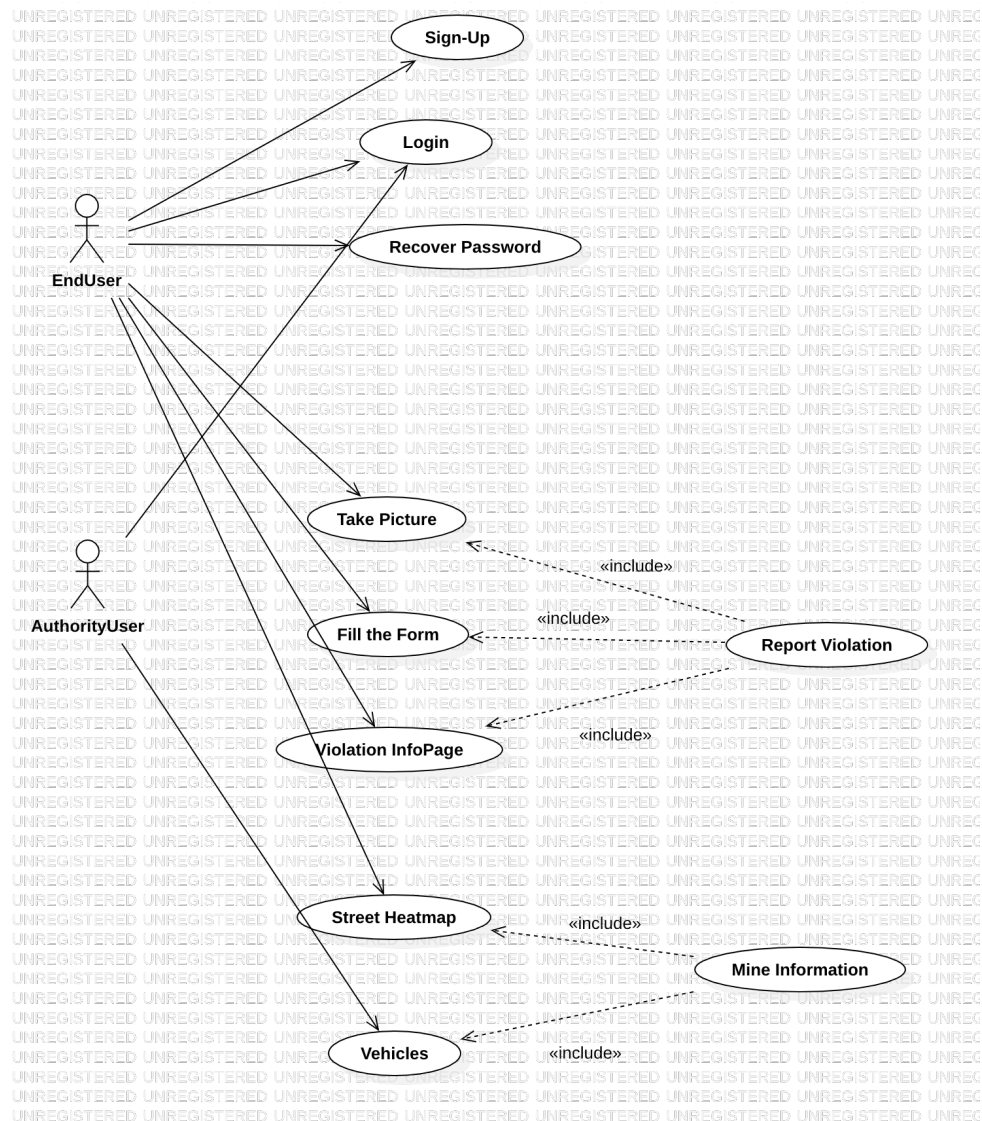 Sign-Up
Login
Recover Password
EndUser
Take Picture
«include»
«include»
AuthorityUser
Fill the Form
Report Violation
«include»
Violation InfoPage
Street Heatmap
«include»
Mine Information
Vehicles
«include»
UNREGISTERED